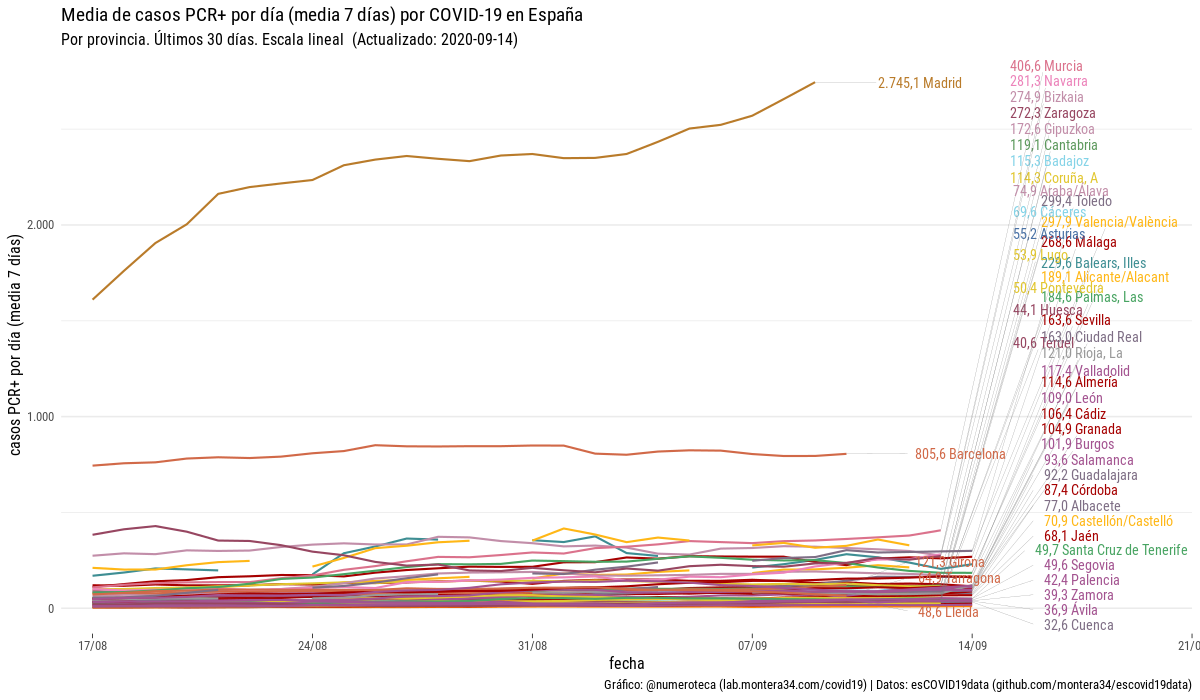 Media de casos PCR+ por día (media 7 días) por COVID-19 en España
Por provincia. Últimos 30 días. Escala lineal (Actualizado: 2020-09-14)
casos PCR+ por día (media 7 días)
2.000
1.000
0
2.745,1 Madrid
805,6 Barcelona
406,6 Murcia
281,3 Navarra
274,9 Bizkaia
272,3 Zaragoza
172,6 Gipuzkoa
119,1 Cantabria
115,3 Badajoz
114,3 Coruña, A
74,9 Araba/Álava
299,4 Toledo
69,6 Cáceres
297,9 Valencia/València
55,2 Asturias
268,6 Málaga
53,9 Lugo
229,6 Balears, Illes
189,1 Alicante/Alacant
50,4 Pontevedra
184,6 Palmas, Las
44,1 Huesca
163,6 Sevilla
163,0 Ciudad Real
40,6 Teruel
121,0 Rioja, La
117,4 Valladolid
114,6 Almería
109,0 León
106,4 Cádiz
104,9 Granada
101,9 Burgos
93,6 Salamanca
92,2 Guadalajara
87,4 Córdoba
77,0 Albacete
70,9 Castellón/Castelló
68,1 Jaén
49,7 Santa Cruz de Tenerife
Girona
49,6 Segovia
Tarragona
42,4 Palencia
39,3 Zamora
36,9 Ávila
48,6 Lleida
32,6 Cuenca
17/08
24/08
31/08
07/09
14/09
21/0
fecha
Gráfico: @numeroteca (lab.montera34.com/covid19) | Datos: esCOVID19data (github.com/montera34/escovid19data)